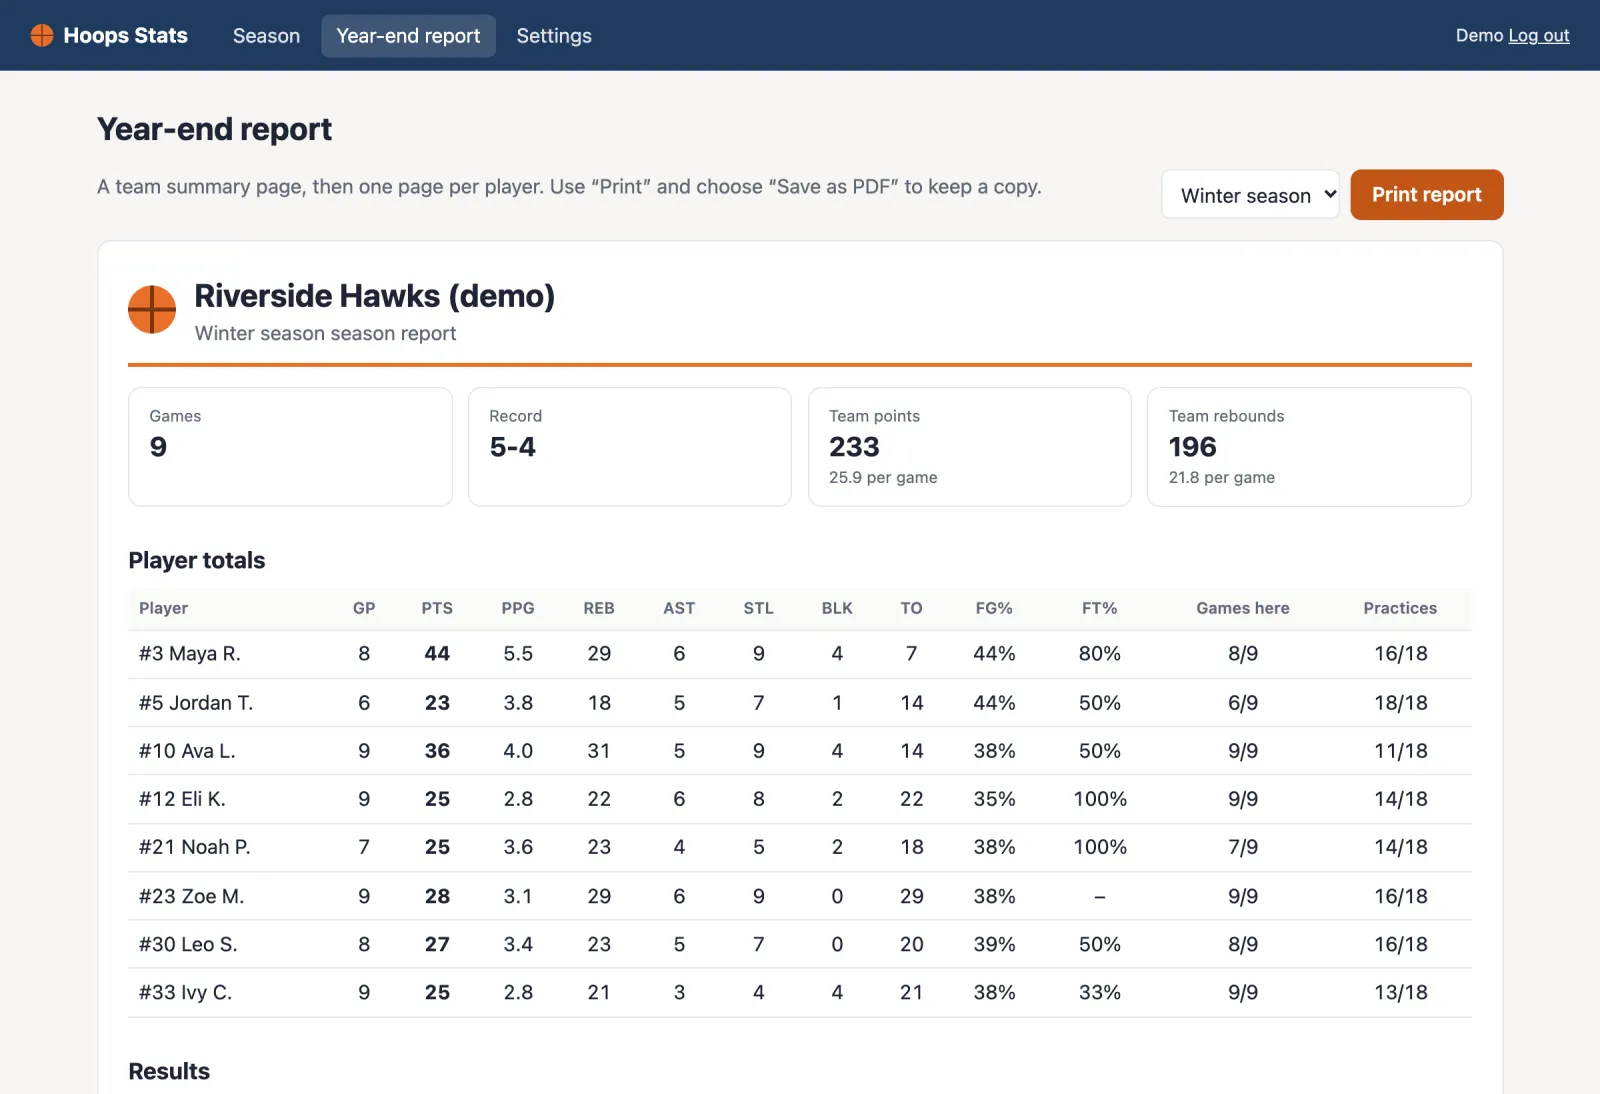 Hoops Stats Season Year-end report Settings Demo Log out
Year-end report
A team summary page, then one page per player. Use “Print” and choose “Save as PDF” to keep a copy.
Winter season Print report
Riverside Hawks (demo)
Winter season season report
Games Record Team points Team rebounds
9 5-4 233 196
25.9 per game 21.8 per game
Player totals
Player GP PTS PPG REB AST STL BLK TO FG% FT% Games here Practices
#3 Maya R. 8 44 5.5 29 6 9 4 7 44% 80% 8/9 16/18
#5 Jordan T. 6 23 3.8 18 5 7 1 14 44% 50% 6/9 18/18
#10 Ava L. 9 36 4.0 31 5 9 4 14 38% 50% 9/9 11/18
#12 Eli K. 9 25 2.8 22 6 8 2 22 35% 100% 9/9 14/18
#21 Noah P. 7 25 3.6 23 4 5 2 18 38% 100% 7/9 14/18
#23 Zoe M. 9 28 3.1 29 6 9 0 29 38% – 9/9 16/18
#30 Leo S. 8 27 3.4 23 5 7 0 20 39% 50% 8/9 16/18
#33 Ivy C. 9 25 2.8 21 3 4 4 21 38% 33% 9/9 13/18
Results